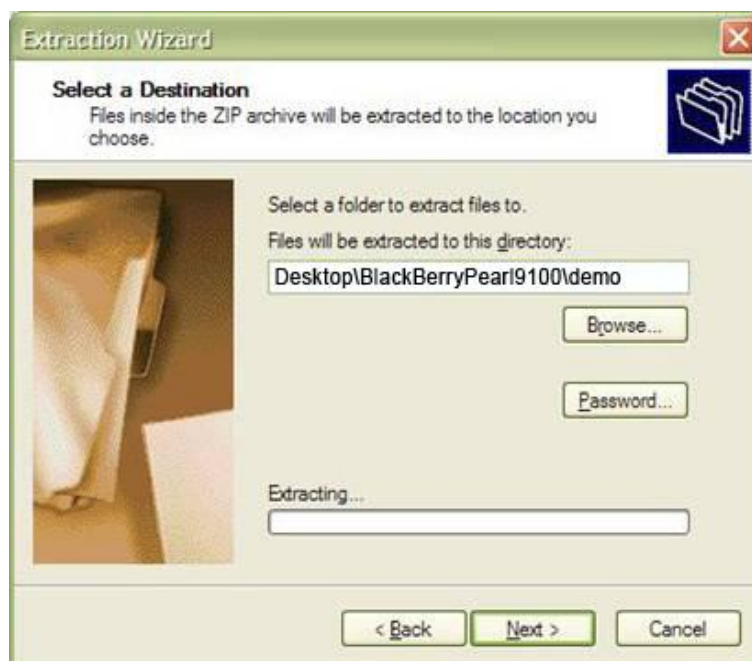 Extraction Wizard
Select a Destination
Files inside the ZIP archive will be extracted to the location you
choose.
Select a folder to extract files to.
Files will be extracted to this directory:
Desktop\BlackBerryPearl9100\demo
Browse...
Password...
Extracting...
< Back
Next >
Cancel